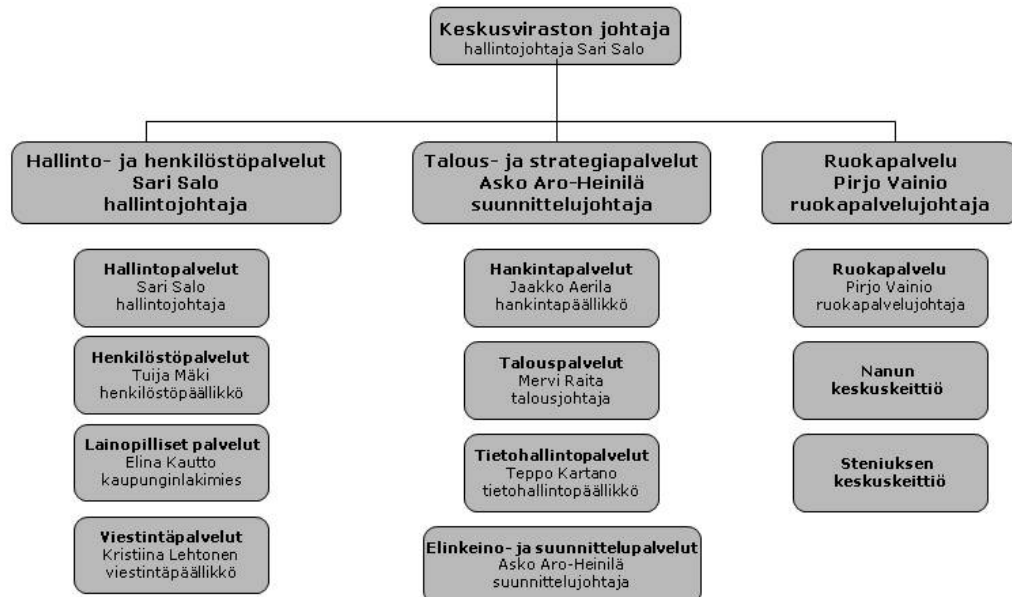 Keskusviraston johtaja
hallintojohtaja Sari Salo
Hallinto- ja henkilöstöpalvelut
Sari Salo
hallintojohtaja
Talous- ja strategiapalvelut
Asko Aro-Heinilä
suunnittelujohtaja
Ruokapalvelu
Pirjo Vainio
ruokapalvelujohtaja
Hallintopalvelut
Sari Salo
hallintojohtaja
Henkilöstöpalvelut
Tuija Mäki
henkilöstöpäällikkö
Lainopilliset palvelut
Elina Kautto
kaupunginlakimies
Viestintäpalvelut
Kristiina Lehtonen
viestintäpäällikkö
Hankintapalvelut
Jaakko Aerila
hankintapäällikkö
Talouspalvelut
Mervi Raita
talousjohtaja
Tietohallintopalvelut
Teppo Kartano
tietohallintopäällikkö
Elinkeino- ja suunnittelupalvelut
Asko Aro-Heinilä
suunnittelujohtaja
Ruokapalvelu
Pirjo Vainio
ruokapalvelujohtaja
Nanun
keskuskeittiö
Steniuksen
keskuskeittiö